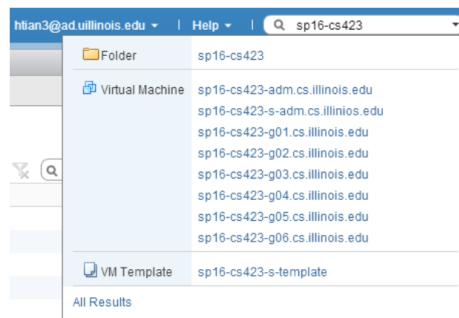 htian3@ad.uillinois.edu | Help | sp16-cs423
Folder sp16-cs423
Virtual Machine sp16-cs423-adm.cs.illinois.edu
sp16-cs423-s-adm.cs.illinios.edu
sp16-cs423-g01.cs.illinois.edu
sp16-cs423-g02.cs.illinois.edu
sp16-cs423-g03.cs.illinois.edu
sp16-cs423-g04.cs.illinois.edu
sp16-cs423-g05.cs.illinois.edu
sp16-cs423-g06.cs.illinois.edu
VM Template sp16-cs423-s-template
All Results